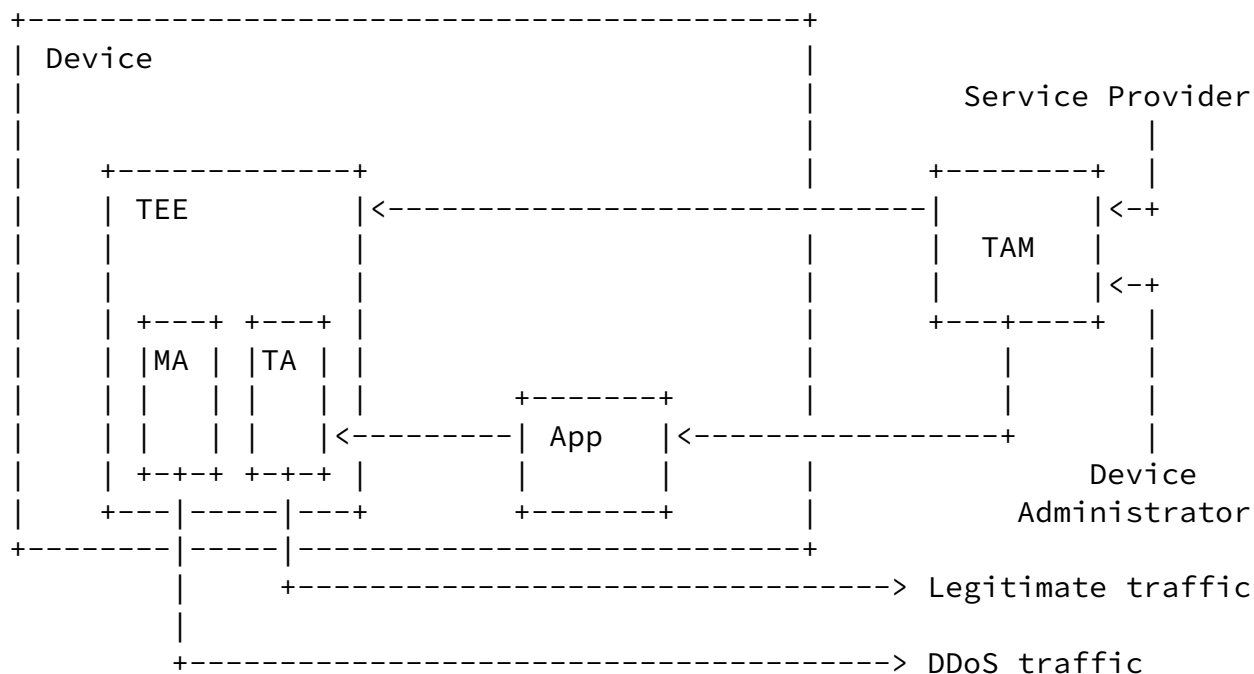 Device
Service Provider
TEE
TAM
MA TA
App
Device
Administrator
Legitimate traffic
DDoS traffic